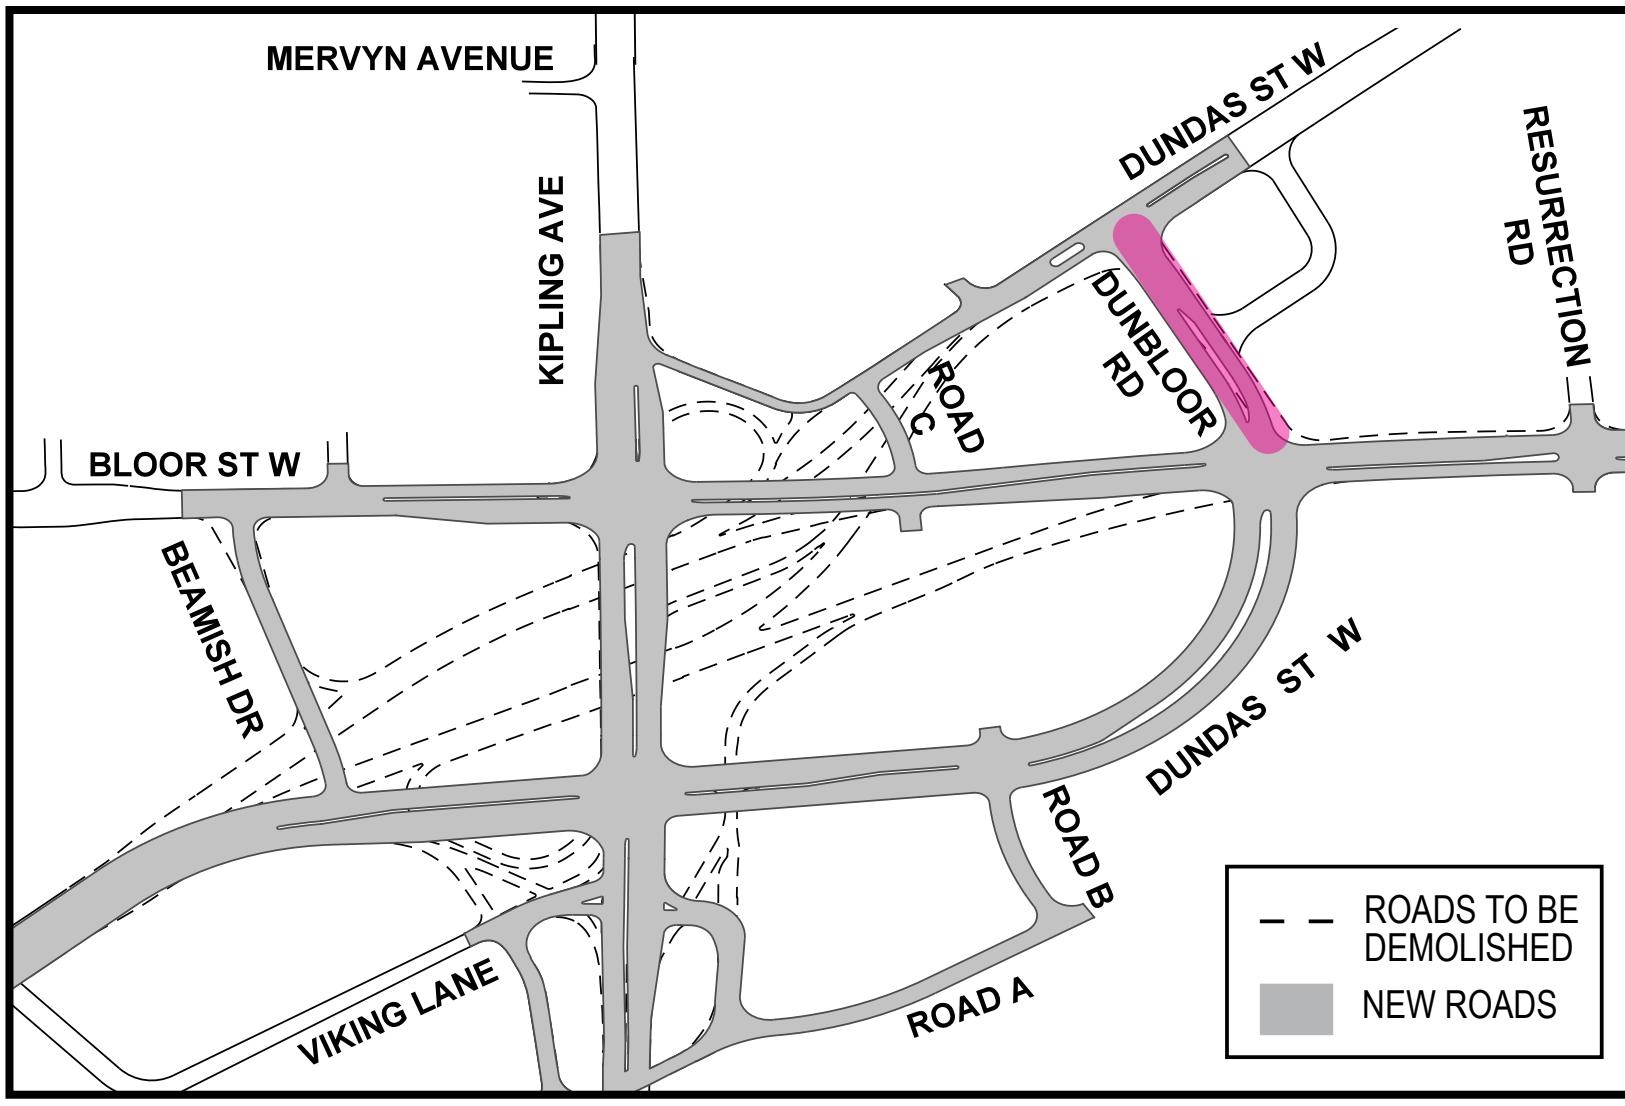 MERVYN AVENUE
DUNDAS ST W
RESURRECTION
RD
KIPLING AVE
DUNBLOOR
RD
ROAD
C
BLOOR ST W
BEAMISH DR
DUNDAS ST W
ROAD B
VIKING LANE
ROAD A
ROADS TO BE
DEMOLISHED
NEW ROADS